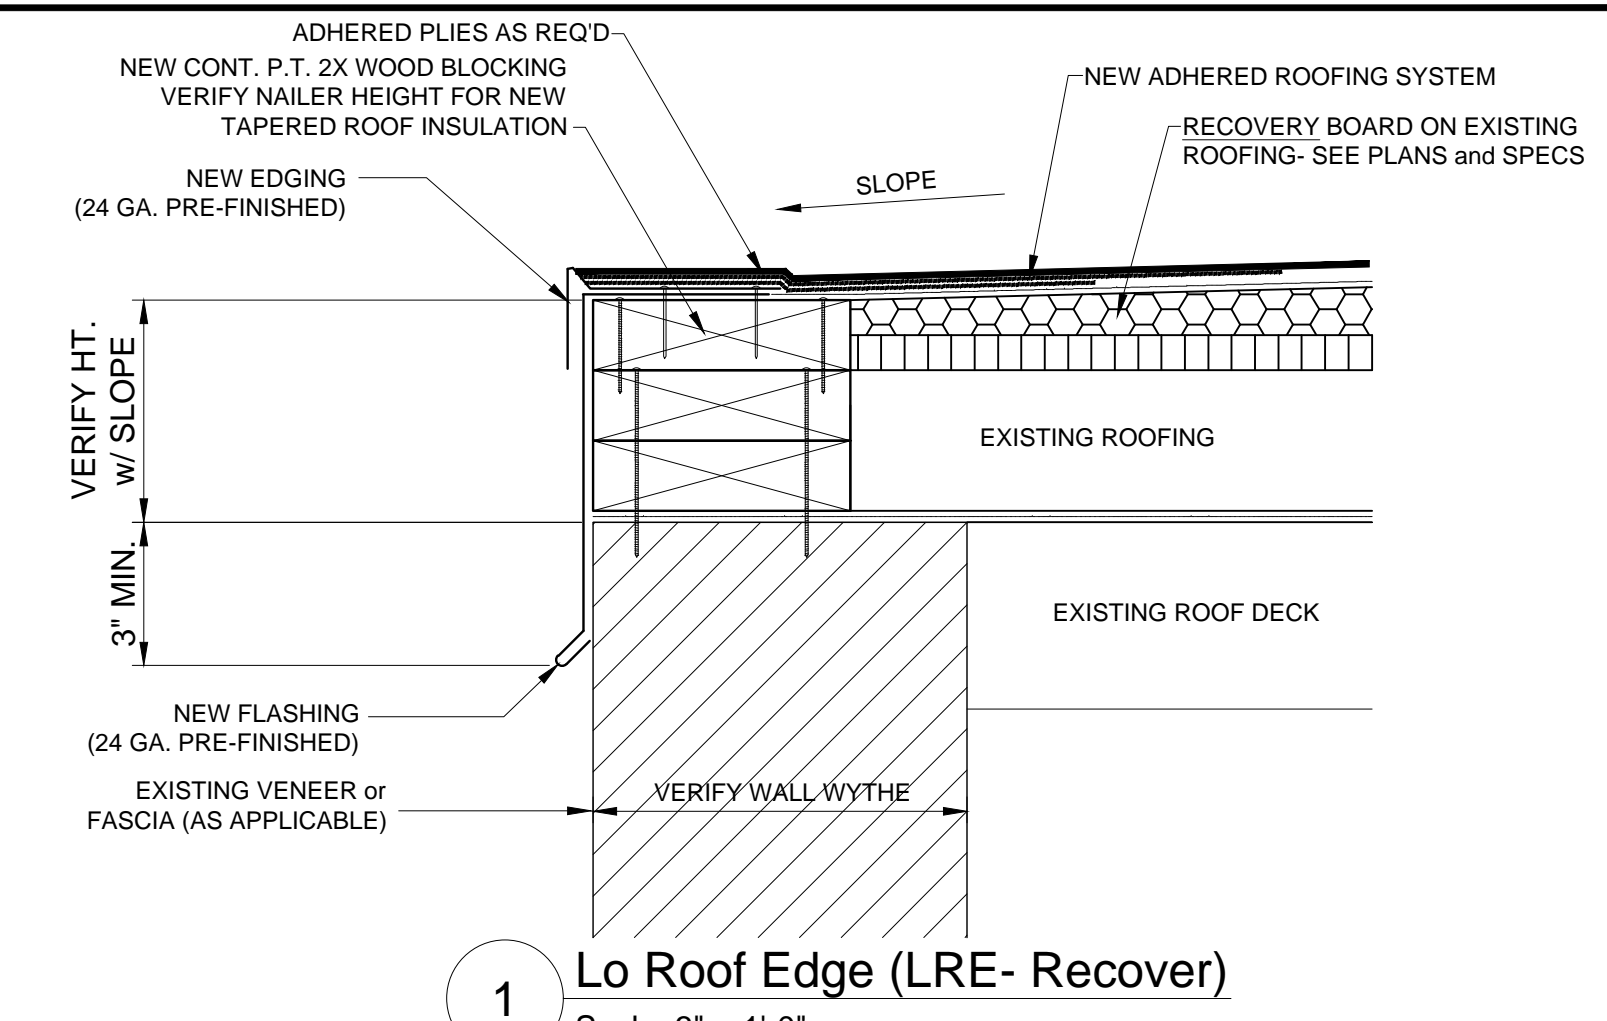 ADHERED PLIES AS REQ'D
NEW CONT. P.T. 2X WOOD BLOCKING
VERIFY NAILER HEIGHT FOR NEW
TAPERED ROOF INSULATION
NEW EDGING
(24 GA. PRE-FINISHED)
NEW ADHERED ROOFING SYSTEM
RECOVERY BOARD ON EXISTING
ROOFING- SEE PLANS and SPECS
SLOPE
VERIFY HT.
w/ SLOPE
EXISTING ROOFING
3" MIN.
EXISTING ROOF DECK
NEW FLASHING
(24 GA. PRE-FINISHED)
EXISTING VENEER or
FASCIA (AS APPLICABLE)
VERIFY WALL WYTHE
1
Lo Roof Edge (LRE- Recover)